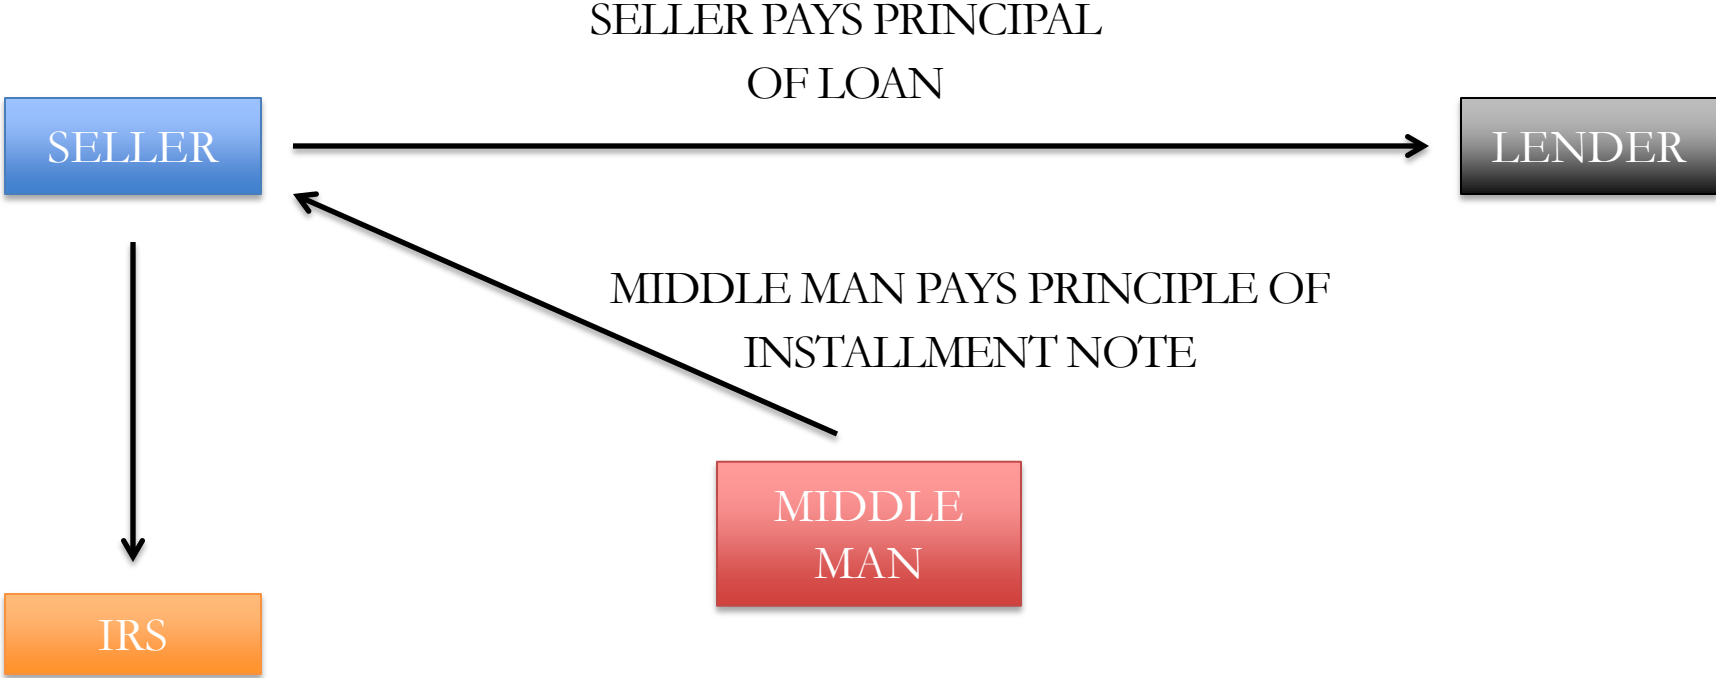 SELLER PAYS PRINCIPAL
OF LOAN
SELLER
LENDER
MIDDLE MAN PAYS PRINCIPLE OF
INSTALLMENT NOTE
MIDDLE
MAN
IRS